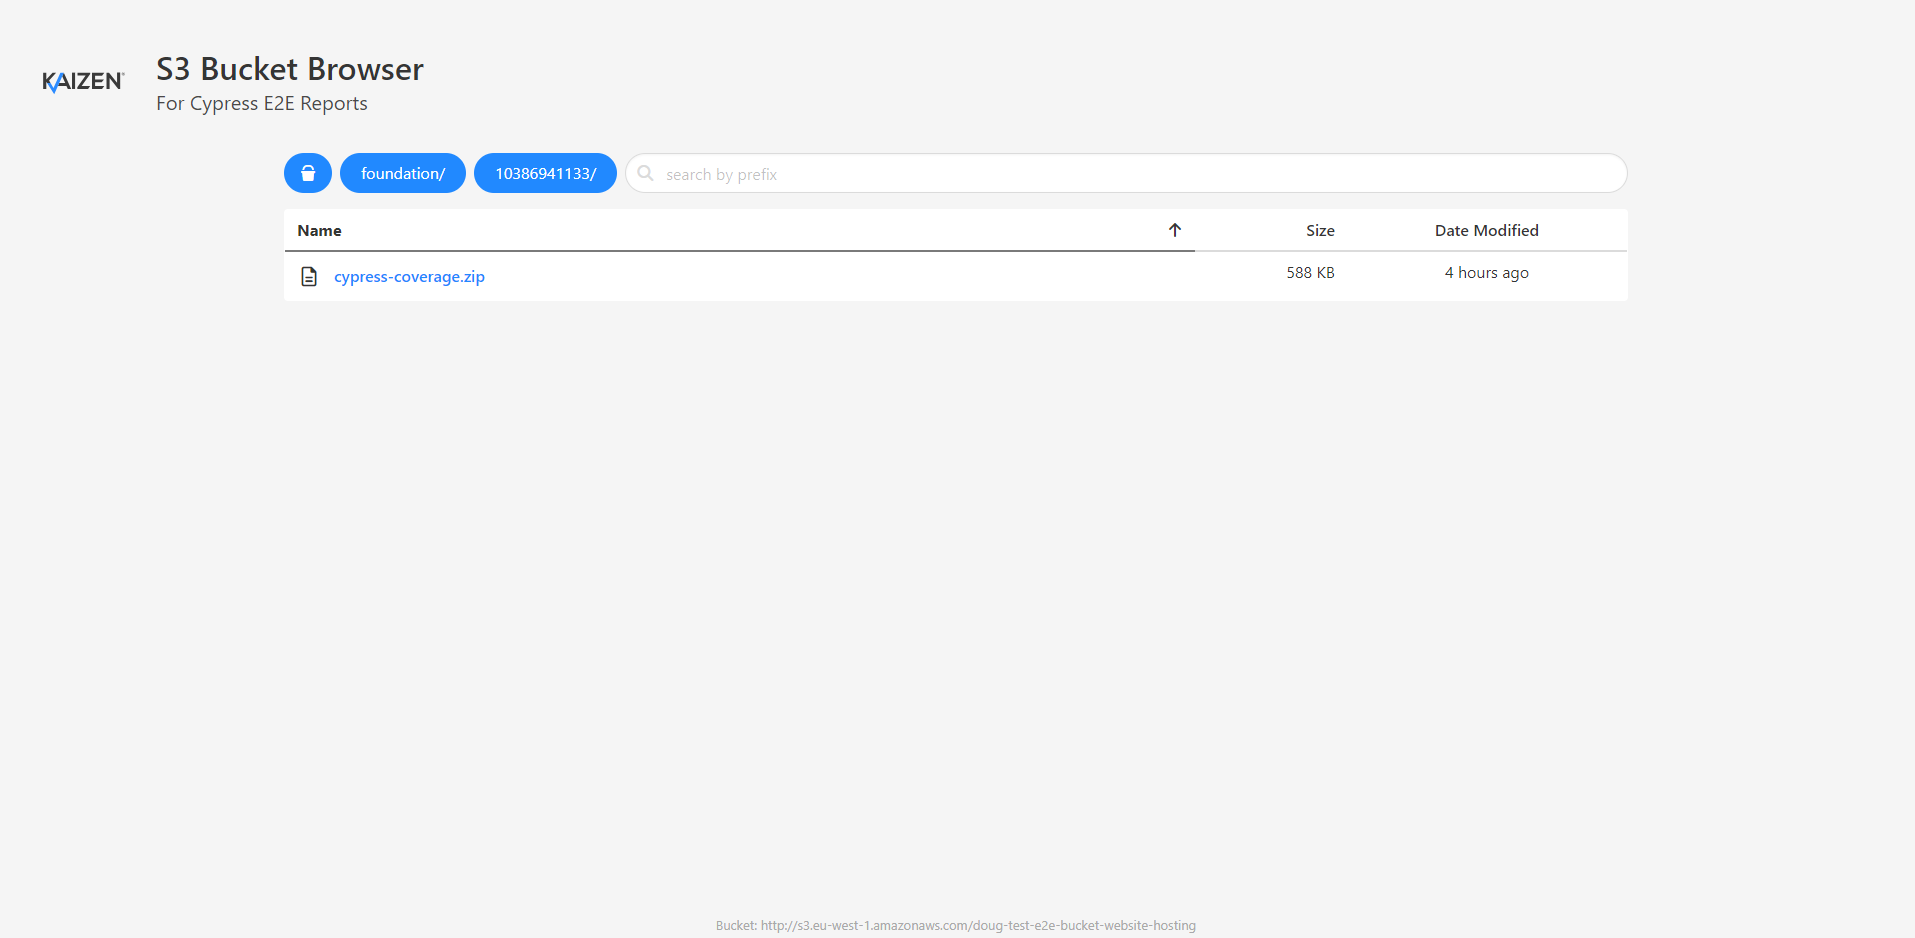 KAIZEN
S3 Bucket Browser
For Cypress E2E Reports
foundation/
10386941133/
search by prefix
Name Size Date Modified
cypress-coverage.zip 588 KB 4 hours ago
Bucket: http://s3.eu-west-1.amazonaws.com/doug-test-e2e-bucket-website-hosting